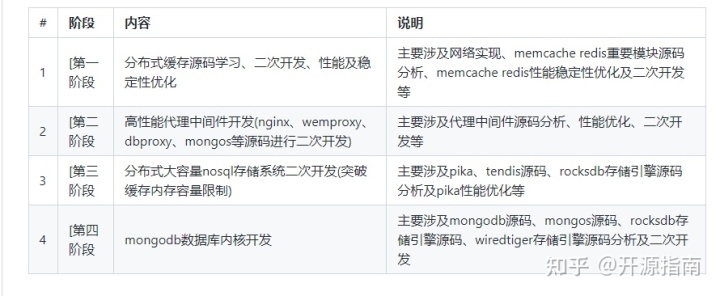 # 阶段 内容 说明
1 [第一阶段 分布式缓存源码学习、二次开发、性能及稳定性优化 主要涉及网络实现、memcache redis重要模块源码分析、memcache redis性能稳定性优化及二次开发等
2 [第二阶段 高性能代理中间件开发(nginx、wemproxy、dbproxy、mongos等源码进行二次开发) 主要涉及代理中间件源码分析、性能优化、二次开发等
3 [第三阶段 分布式大容量nosql存储系统二次开发(突破缓存内存容量限制) 主要涉及pika、tendis源码、rocksdb存储引擎源码分析及pika性能优化等
4 [第四阶段 mongodb数据库内核开发 主要涉及mongodb源码、mongos源码、rocksdb存储引擎源码、wiredtiger存储引擎源码分析及二次开发
知乎 @开源指南